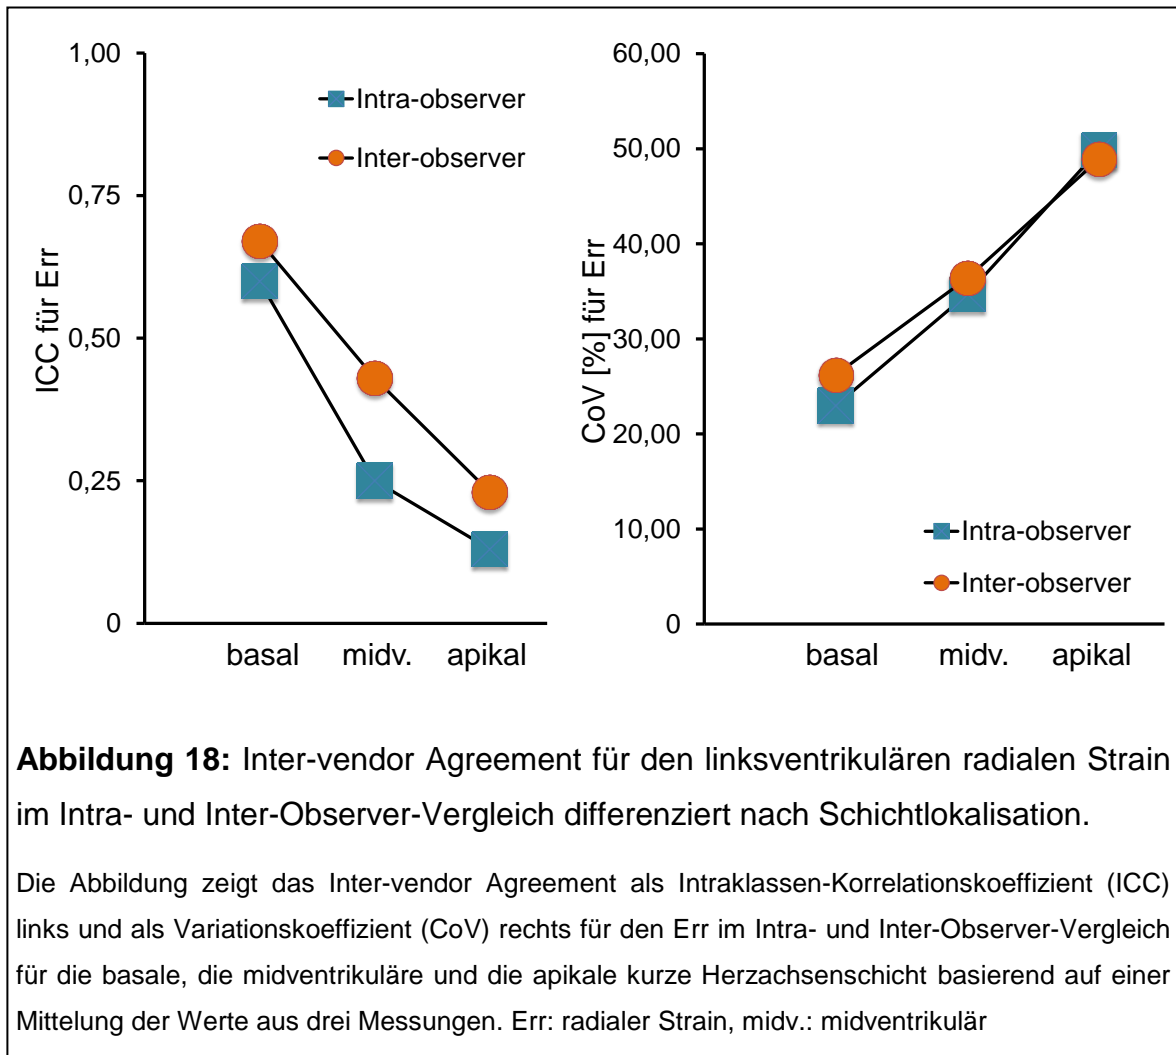 1,00
0,75
0,50
0,25
0
ICC für Err
Intra-observer
Inter-observer
basal midv. apikal
60,00
50,00
40,00
30,00
20,00
10,00
0
CoV [%] für Err
Intra-observer
Inter-observer
basal midv. apikal
Abbildung 18: Inter-vendor Agreement für den linksventrikulären radialen Strain
im Intra- und Inter-Observer-Vergleich differenziert nach Schichtlokalisation.
Die Abbildung zeigt das Inter-vendor Agreement als Intraklassen-Korrelationskoeffizient (ICC)
links und als Variationskoeffizient (CoV) rechts für den Err im Intra- und Inter-Observer-Vergleich
für die basale, die midventrikuläre und die apikale kurze Herzachsenschicht basierend auf einer
Mittelung der Werte aus drei Messungen. Err: radialer Strain, midv.: midventrikulär